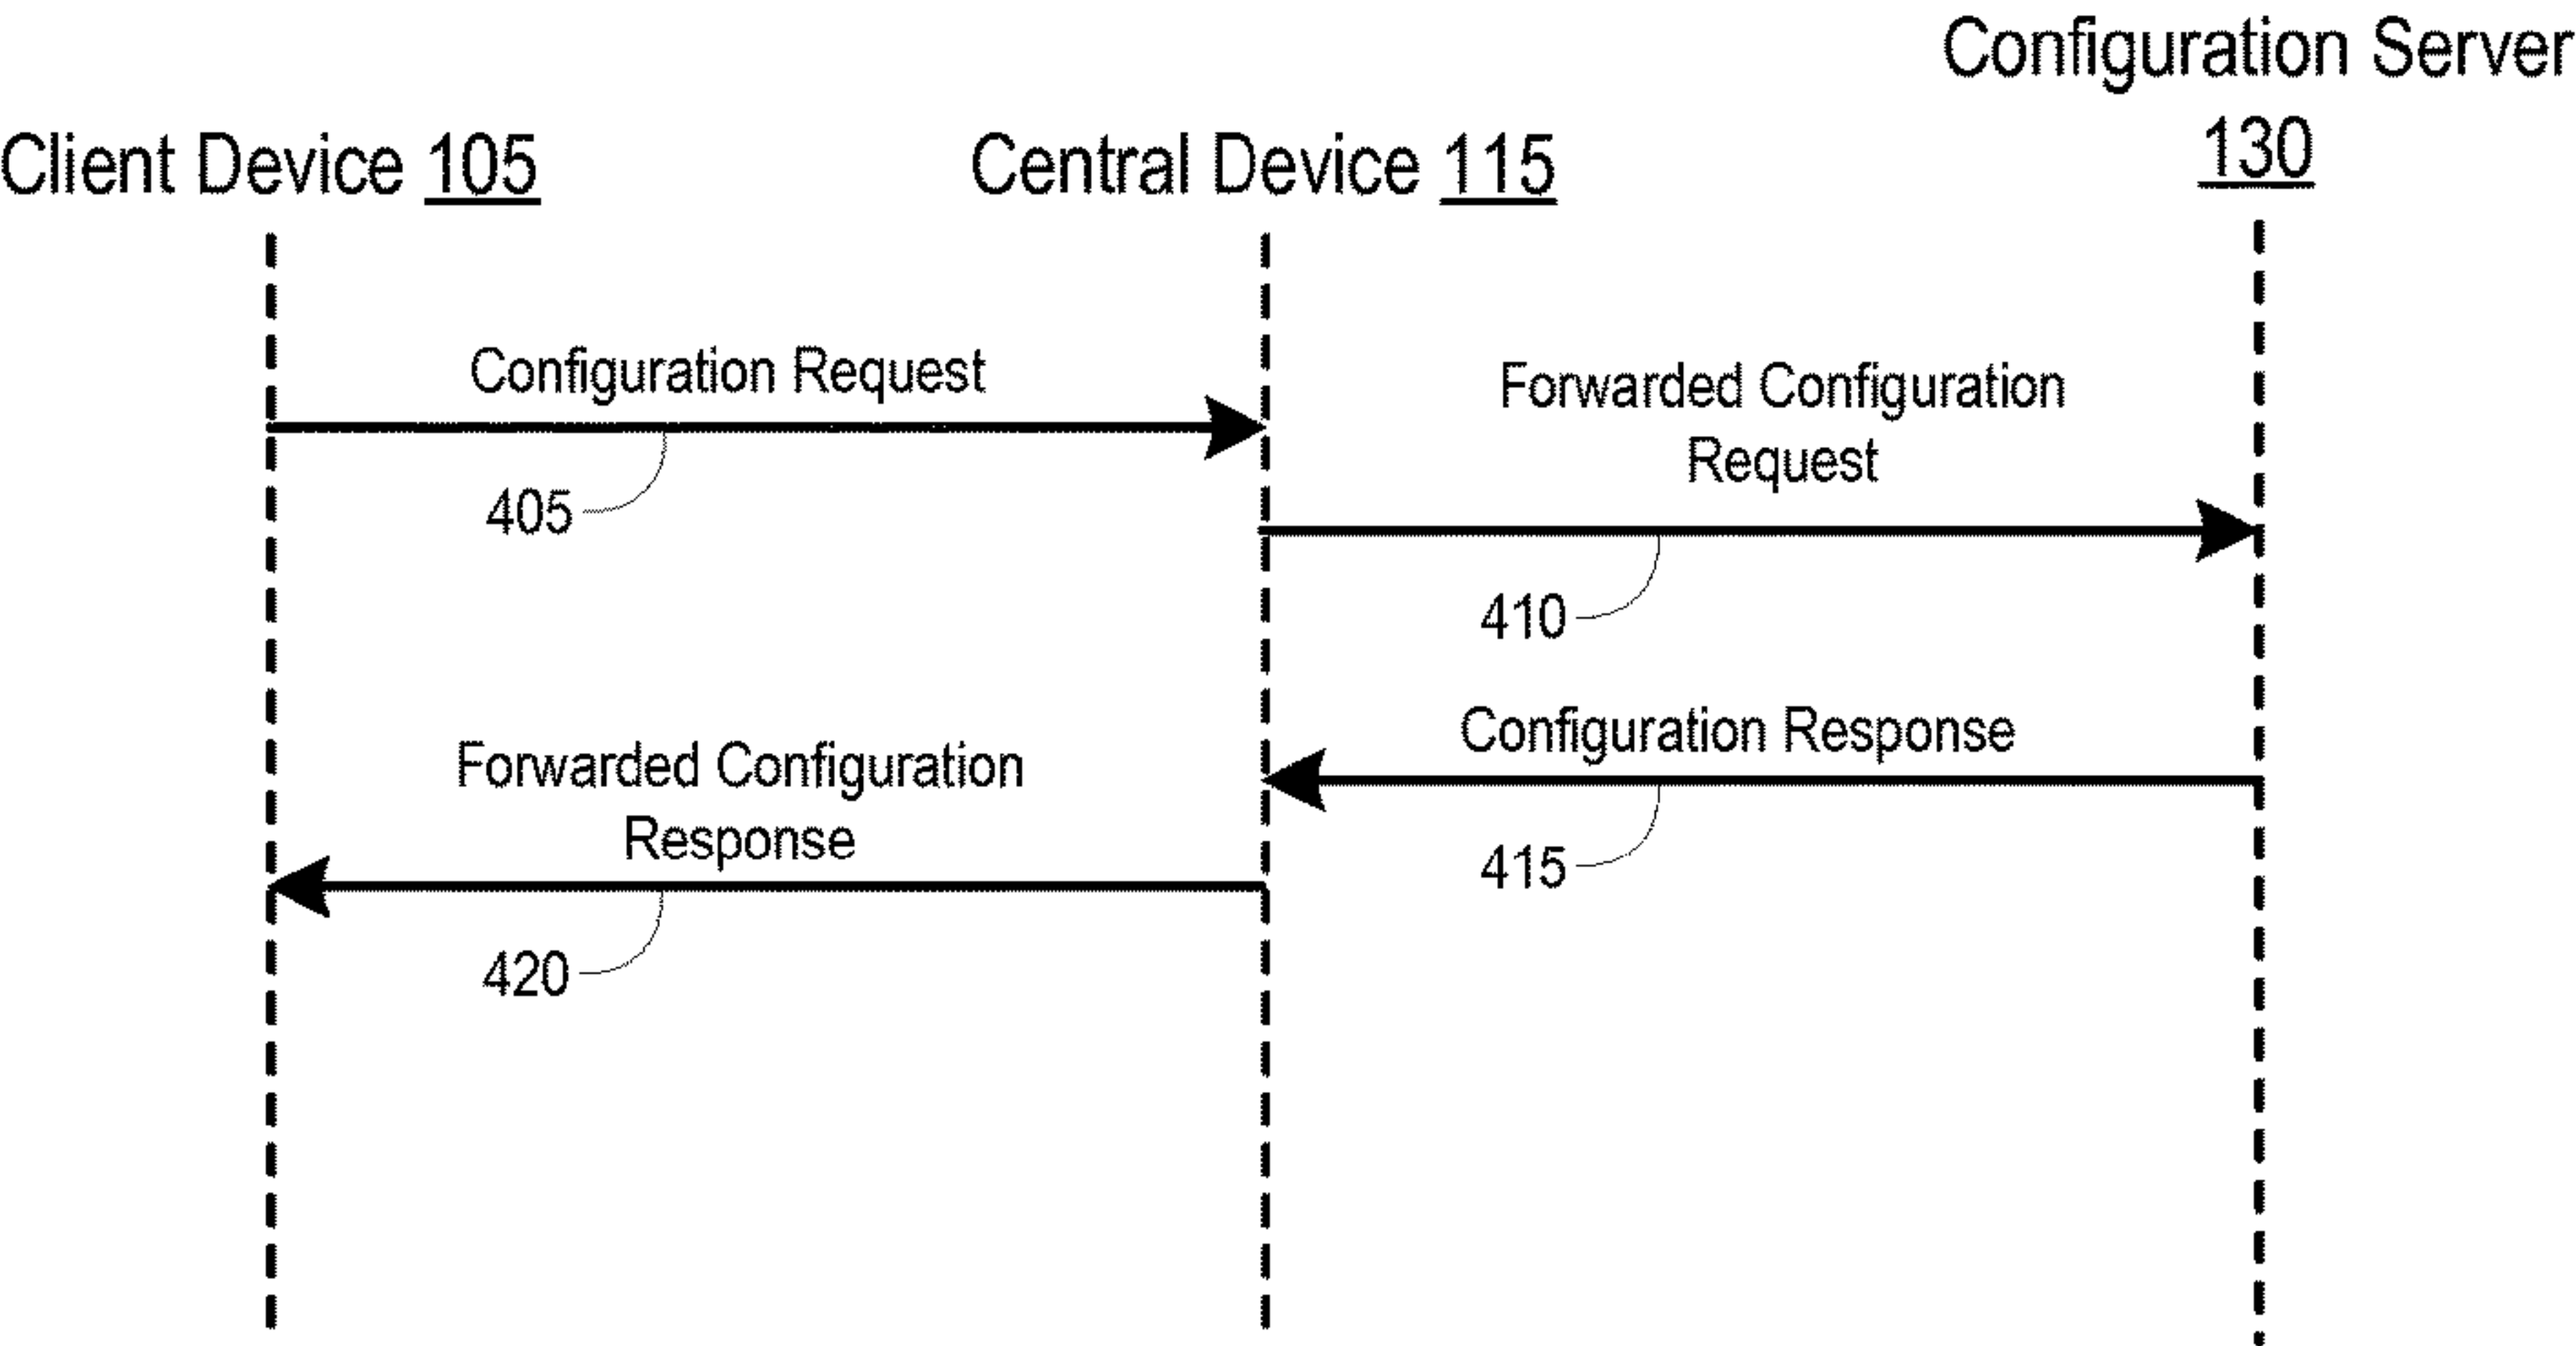 Configuration Server
130
Client Device 105
Central Device 115
Configuration Request
405
Forwarded Configuration
Request
410
Configuration Response
415
Forwarded Configuration
Response
420